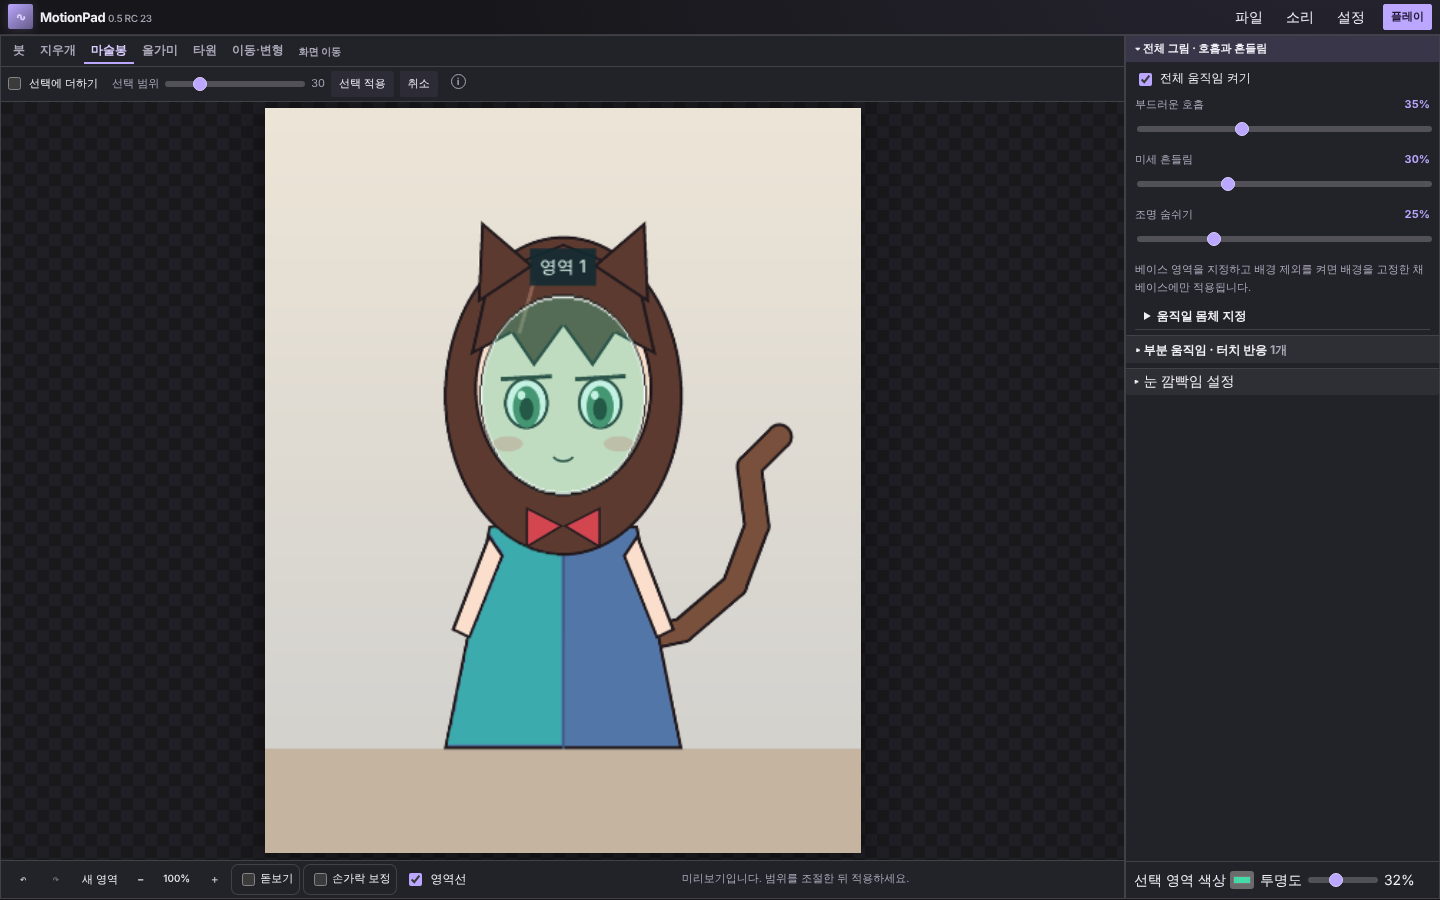 MotionPad 0.5 RC 23
파일 소리 설정 플레이
붓 지우개 마술봉 올가미 타원 이동·변형 화면 이동
선택에 더하기 선택 범위 30 선택 적용 취소
전체 그림 · 호흡과 흔들림
전체 움직임 켜기
부드러운 호흡 35%
미세 흔들림 30%
조명 숨쉬기 25%
베이스 영역을 지정하고 배경 제외를 켜면 배경을 고정한 채
베이스에만 적용됩니다.
움직일 몸체 지정
부분 움직임 · 터치 반응 1개
눈 깜빡임 설정
영역 1
새 영역 − 100% + 돋보기 손가락 보정 영역선
미리보기입니다. 범위를 조절한 뒤 적용하세요.
선택 영역 색상 투명도 32%